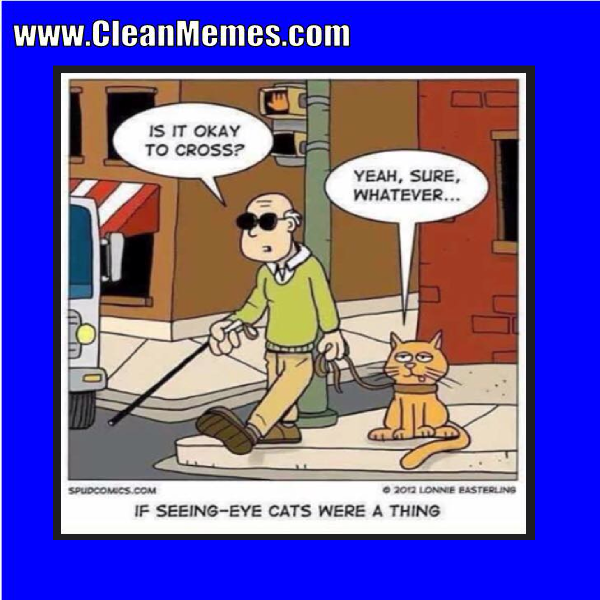 www.CleanMemes.com
IS IT OKAY
TO CROSS?
YEAH, SURE,
WHATEVER...
SPUDCOMICS.COM
© 2012 LONNIE EASTERLING
IF SEEING-EYE CATS WERE A THING